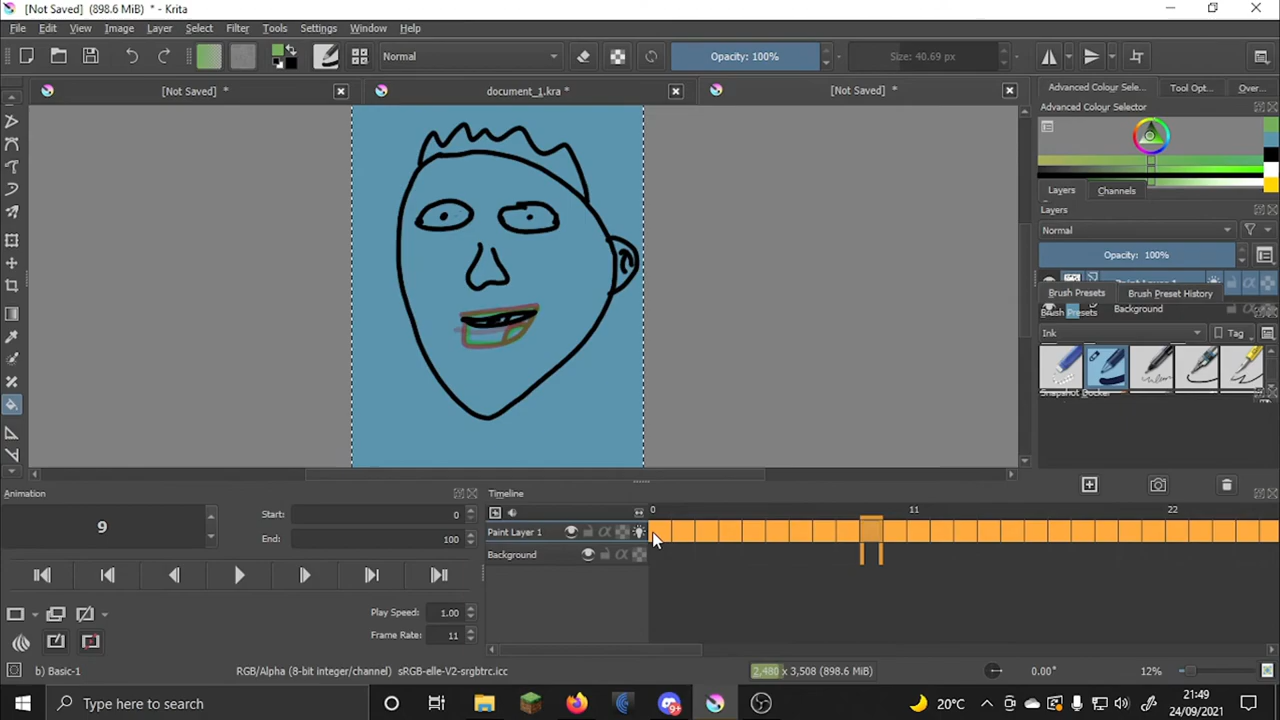 [Not Saved] (898.6 MiB) * - Krita
File Edit View Image Layer Select Filter Tools Settings Window Help
Normal Opacity: 100% Size: 40.69 px
[Not Saved] * document_1.kra * [Not Saved] *
Advanced Colour Sele... Tool Opt... Over...
Advanced Colour Selector
Layers Channels
Layers
Normal
Opacity: 100%
Brush Presets Brush Preset History
Background
Brush Presets
Ink Tag
Snapshot Docker
Animation Timeline
0 11 22
9
Start: 0
End: 100
Paint Layer 1
Background
Play Speed: 1.00
Frame Rate: 11
b) Basic-1 RGB/Alpha (8-bit integer/channel) sRGB-elle-V2-srgbtrc.icc 2,480 x 3,508 (898.6 MiB) 0.00° 12%
Type here to search 20°C 21:49
24/09/2021